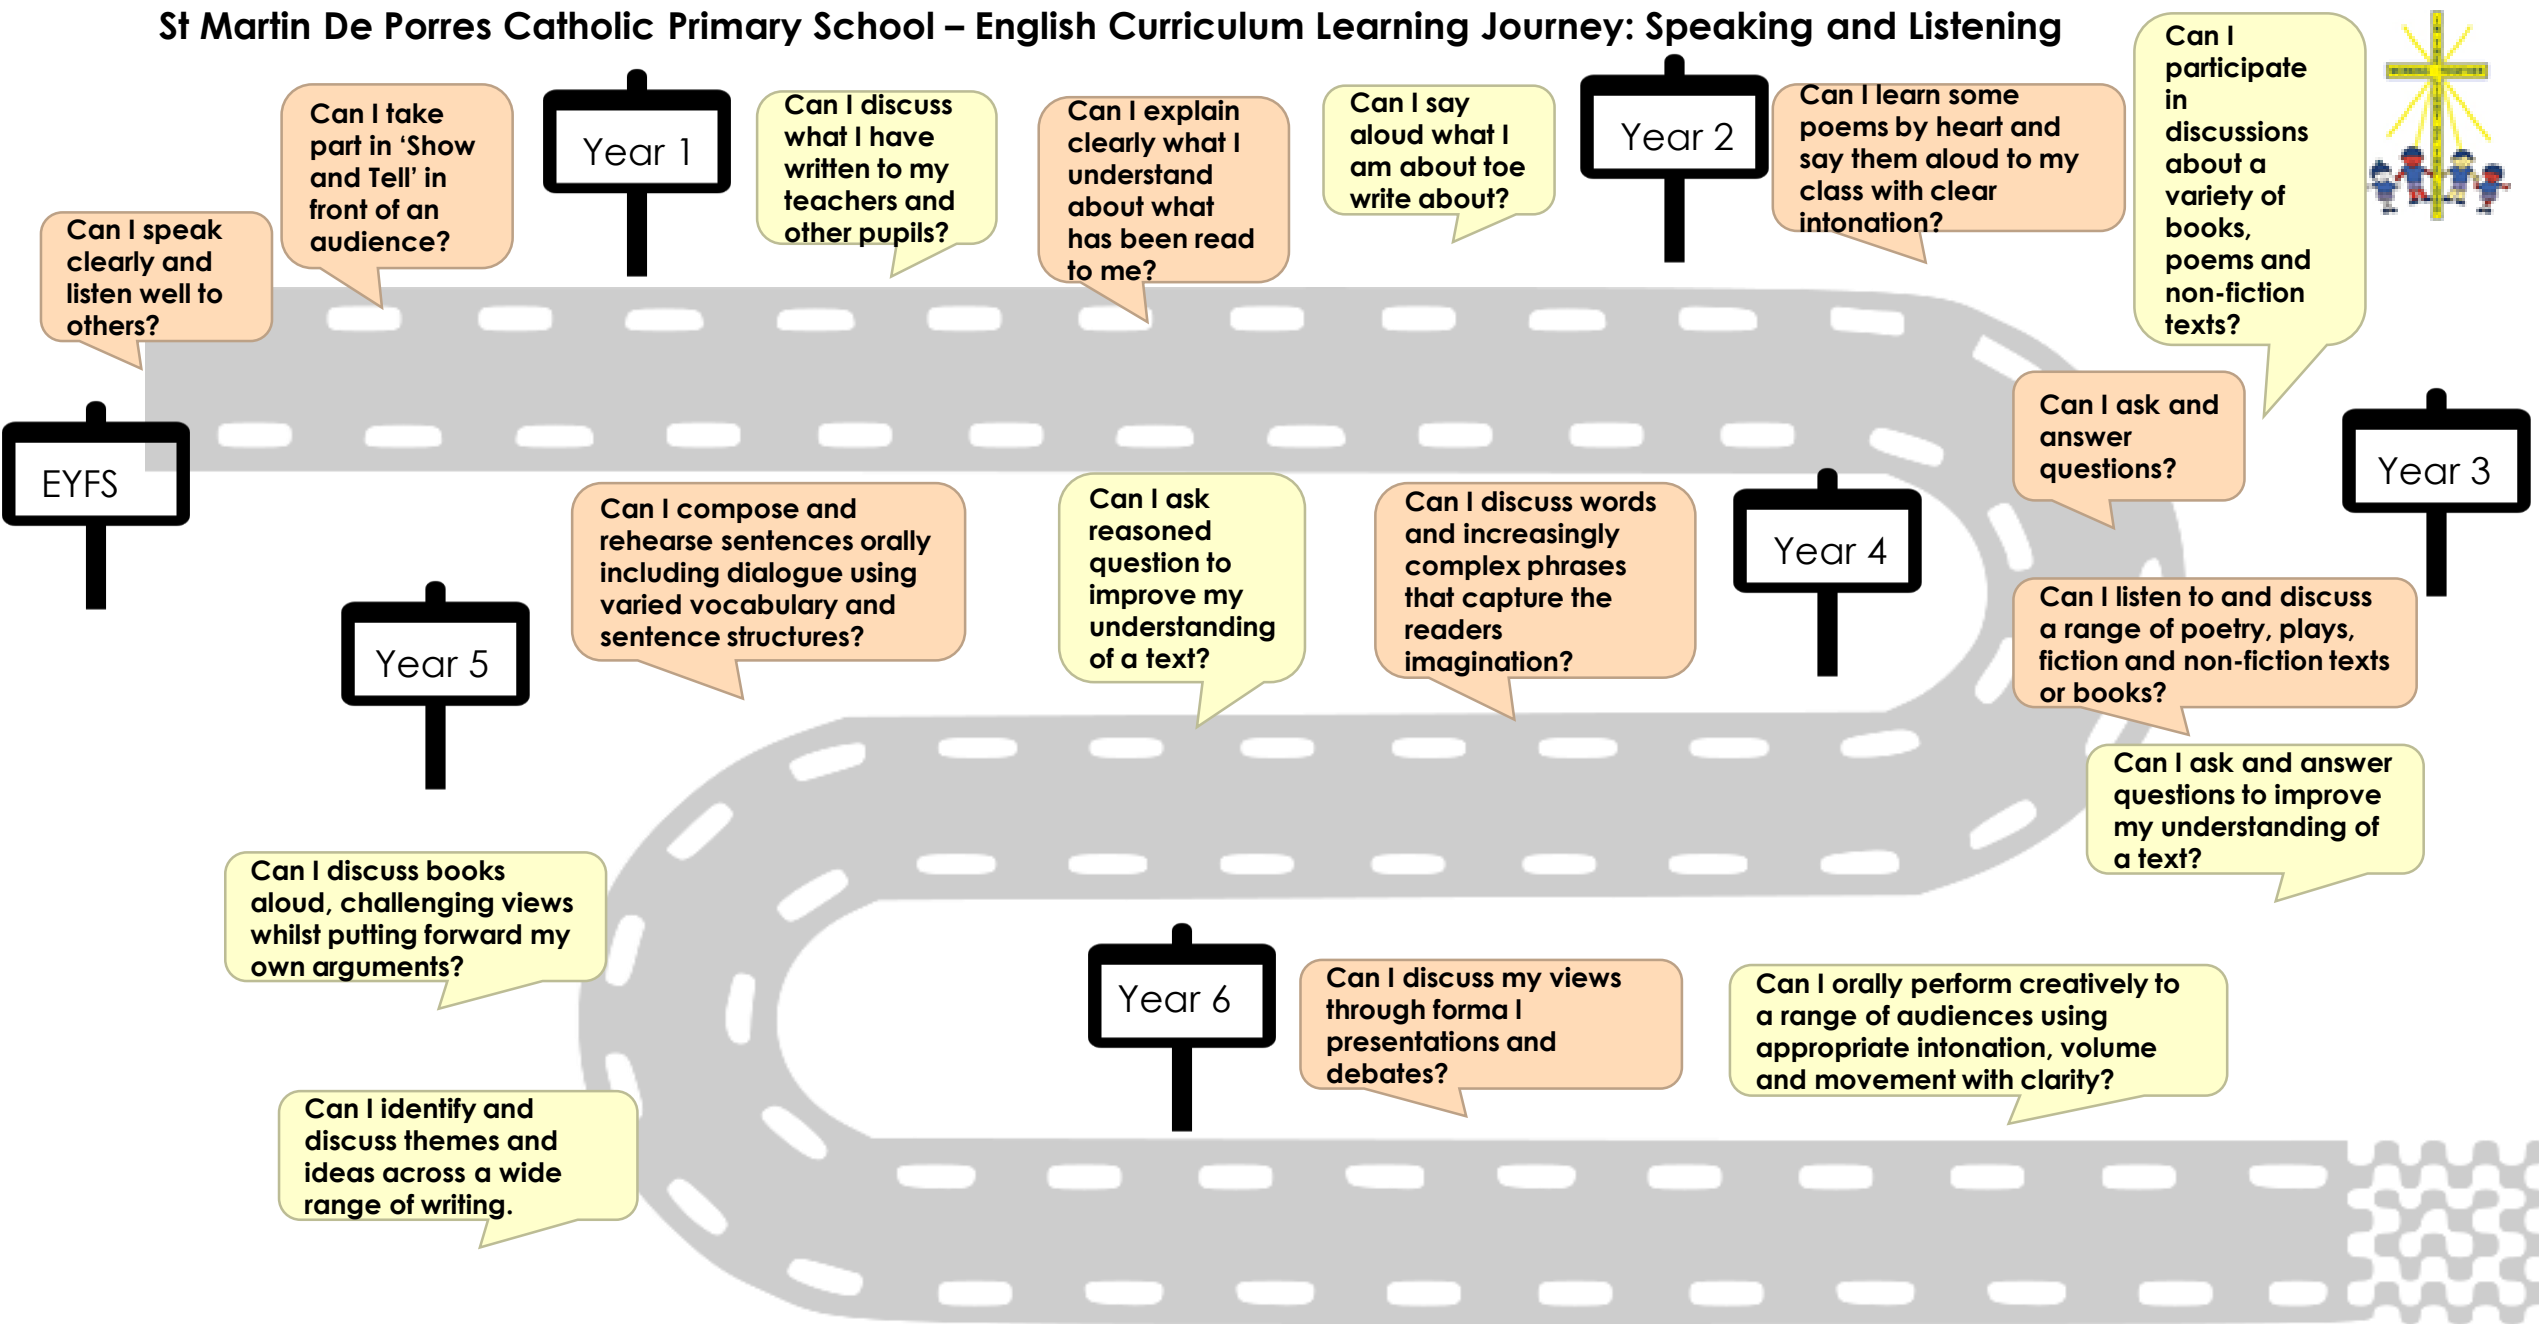 St Martin De Porres Catholic Primary School – English Curriculum Learning Journey: Speaking and Listening
EYFS
Can I speak
clearly and
listen well to
others?
Can I take
part in ‘Show
and Tell’ in
front of an
audience?
Year 1
Can I discuss
what I have
written to my
teachers and
other pupils?
Can I explain
clearly what I
understand
about what
has been read
to me?
Can I say
aloud what I
am about toe
write about?
Year 2
Can I learn some
poems by heart and
say them aloud to my
class with clear
intonation?
Can I
participate
in
discussions
about a
variety of
books,
poems and
non-fiction
texts?
Can I ask and
answer
questions?
Year 3
Can I listen to and discuss
a range of poetry, plays,
fiction and non-fiction texts
or books?
Can I ask and answer
questions to improve
my understanding of
a text?
Year 4
Can I discuss words
and increasingly
complex phrases
that capture the
readers
imagination?
Can I ask
reasoned
question to
improve my
understanding
of a text?
Can I compose and
rehearse sentences orally
including dialogue using
varied vocabulary and
sentence structures?
Year 5
Can I discuss books
aloud, challenging views
whilst putting forward my
own arguments?
Can I identify and
discuss themes and
ideas across a wide
range of writing.
Year 6
Can I discuss my views
through forma l
presentations and
debates?
Can I orally perform creatively to
a range of audiences using
appropriate intonation, volume
and movement with clarity?